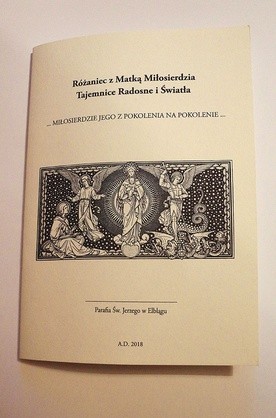 Różaniec z Matką Miłosierdzia
Tajemnice Radosne i Światła
... MIŁOSIERDZIE JEGO Z POKOLENIA NA POKOLENIE ...
Parafia Św. Jerzego w Elblągu
A.D. 2018